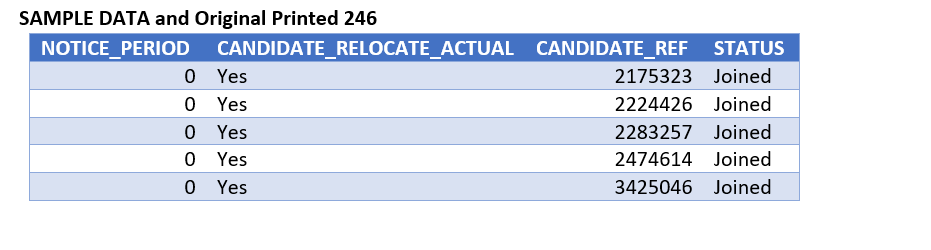 SAMPLE DATA and Original Printed 246
NOTICE_PERIOD CANDIDATE_RELOCATE_ACTUAL CANDIDATE_REF STATUS
0 Yes 2175323 Joined
0 Yes 2224426 Joined
0 Yes 2283257 Joined
0 Yes 2474614 Joined
0 Yes 3425046 Joined